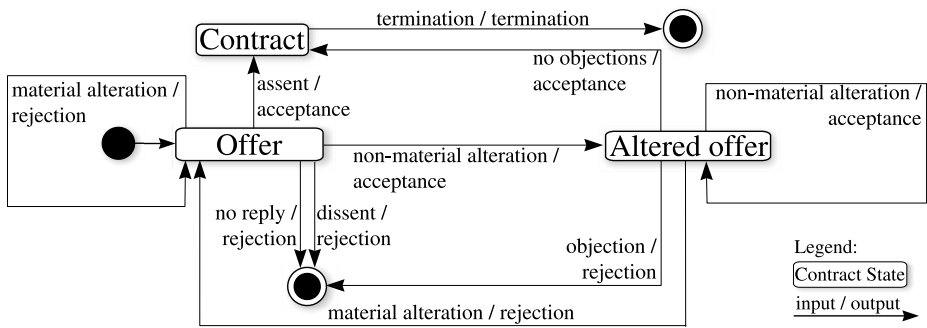 termination / termination
Contract
no objections /
acceptance
material alteration /
rejection
assent /
acceptance
non-material alteration /
acceptance
Offer
Altered offer
non-material alteration /
acceptance
no reply /
rejection
dissent /
rejection
objection /
rejection
material alteration / rejection
Legend:
Contract State
input / output